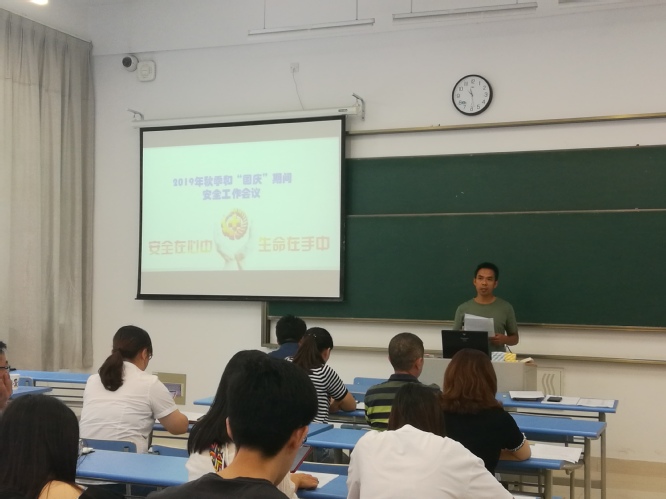 2019年秋季和“国庆”期间
安全工作会议
安全在心中
生命在手中